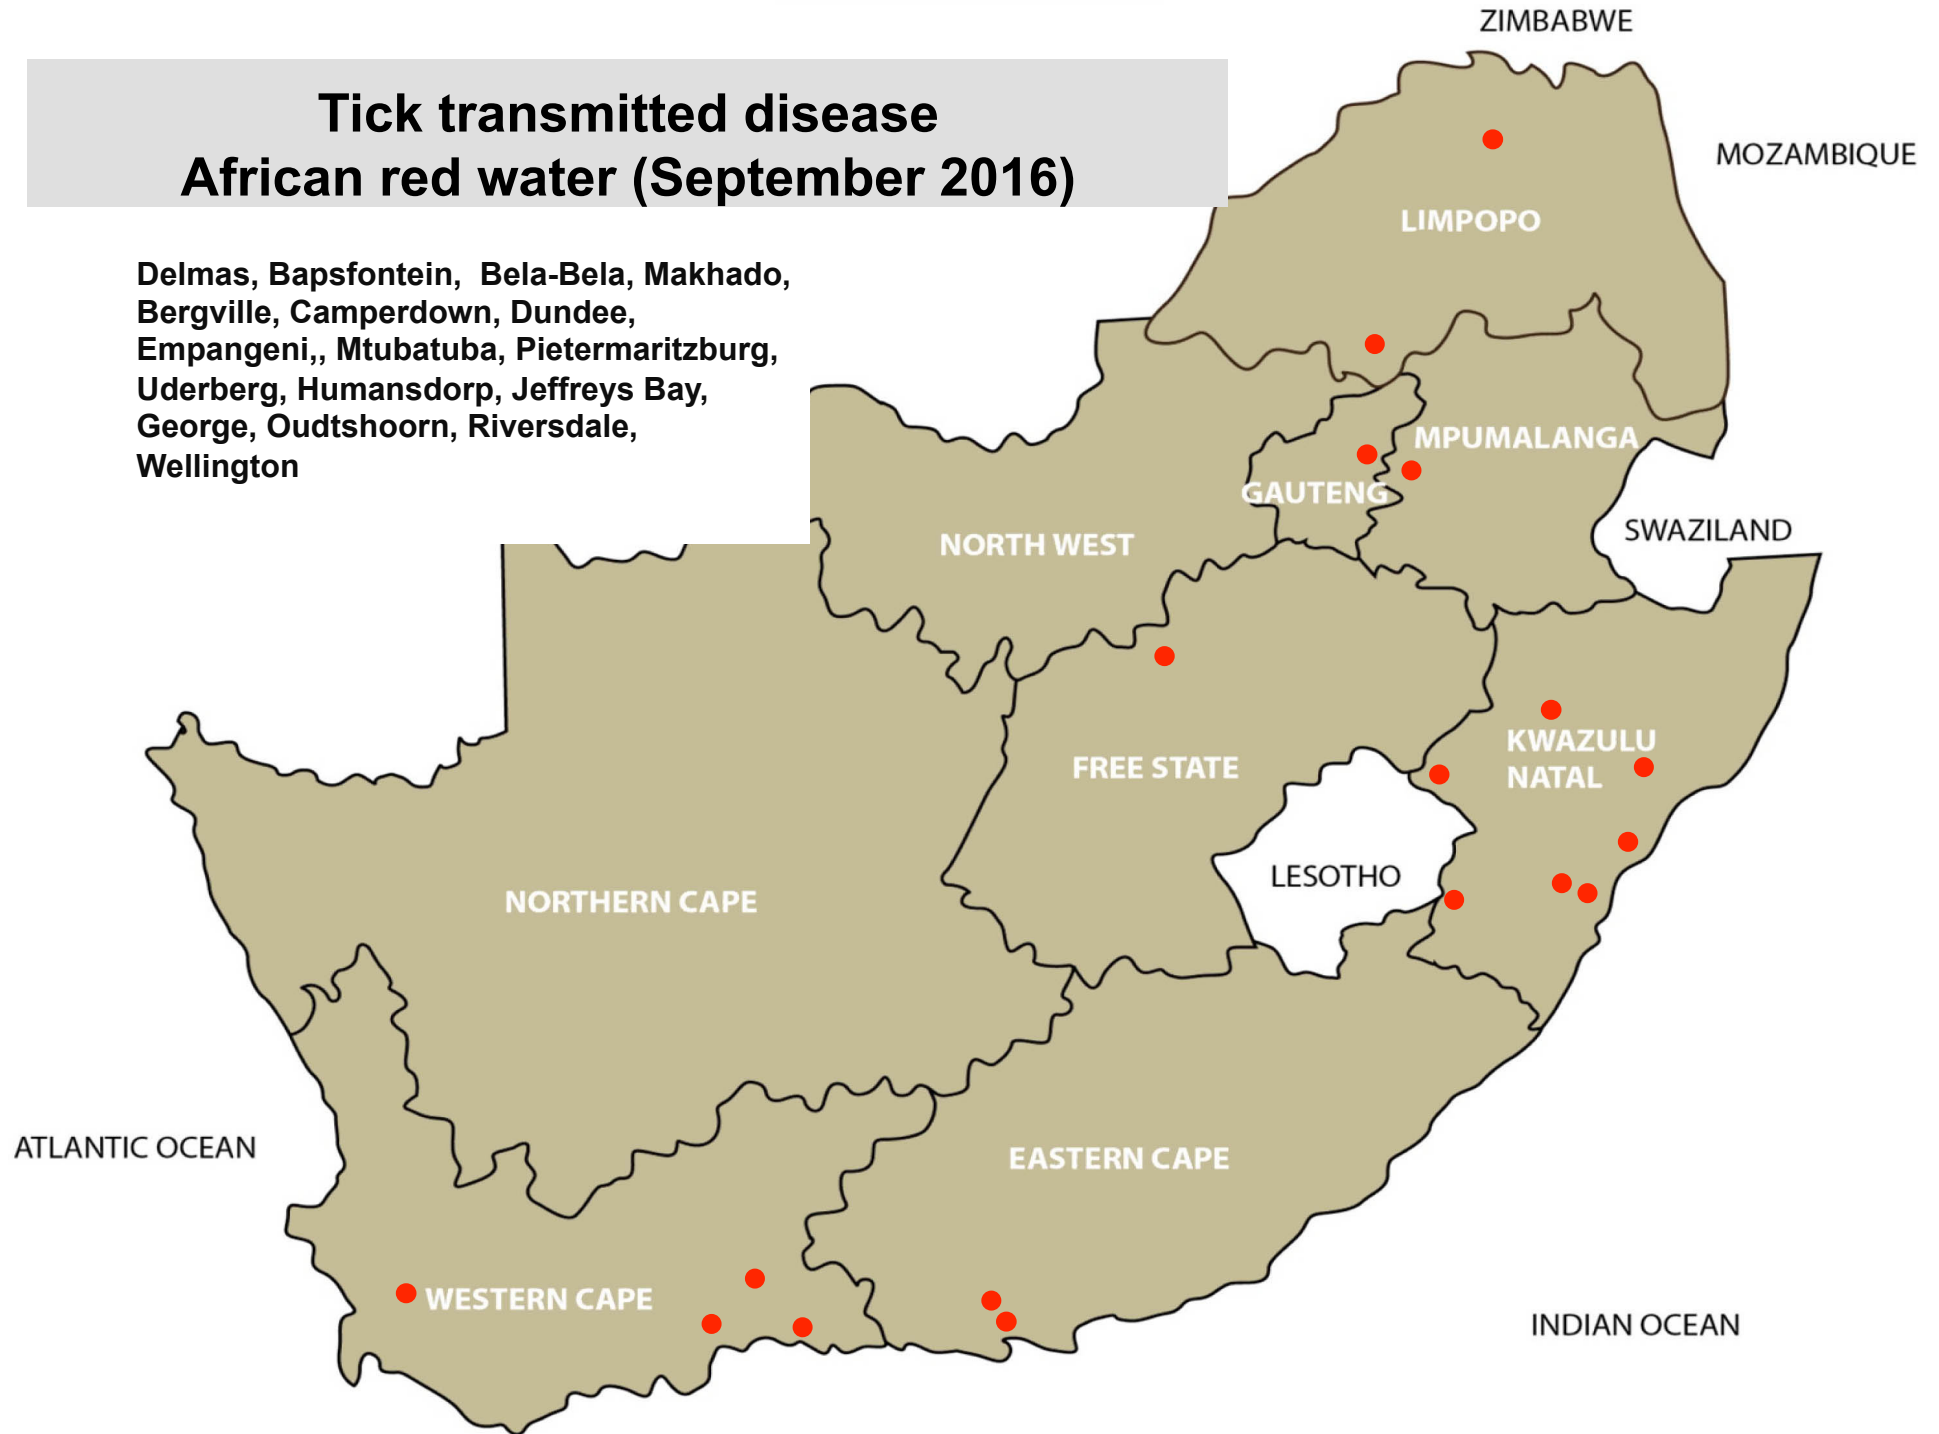 ZIMBABWE
Tick transmitted disease
African red water (September 2016)
MOZAMBIQUE
LIMPOPO
Delmas, Bapsfontein,  Bela-Bela, Makhado,
Bergville, Camperdown, Dundee,
Empangeni,, Mtubatuba, Pietermaritzburg,
Uderberg, Humansdorp, Jeffreys Bay,
George, Oudtshoorn, Riversdale,
Wellington
MPUMALANGA
GAUTENG
SWAZILAND
NORTH WEST
KWAZULU
NATAL
FREE STATE
LESOTHO
NORTHERN CAPE
ATLANTIC OCEAN
EASTERN CAPE
WESTERN CAPE
INDIAN OCEAN